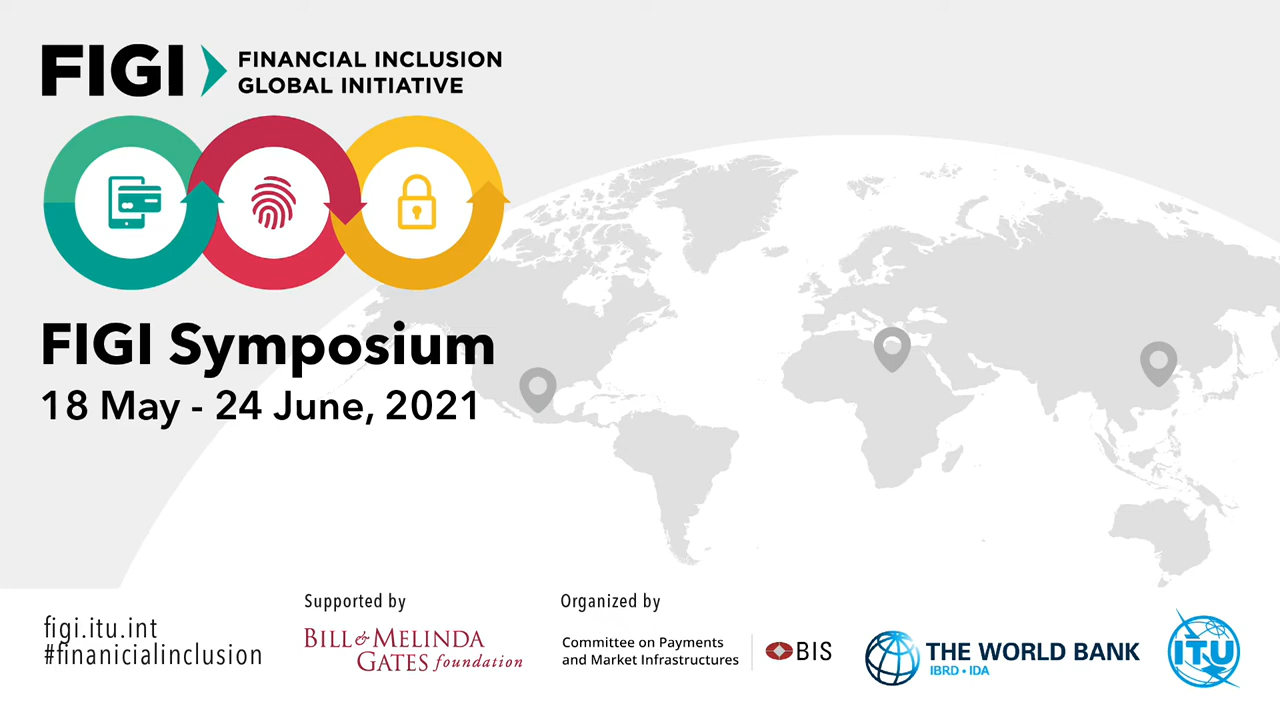 FIGI
FINANCIAL INCLUSION
GLOBAL INITIATIVE
FIGI Symposium
18 May - 24 June, 2021
figi.itu.int
#finanicialinclusion
Supported by
BILL & MELINDA
GATES foundation
Organized by
Committee on Payments
and Market Infrastructures
BIS
THE WORLD BANK
IBRD • IDA
ITU